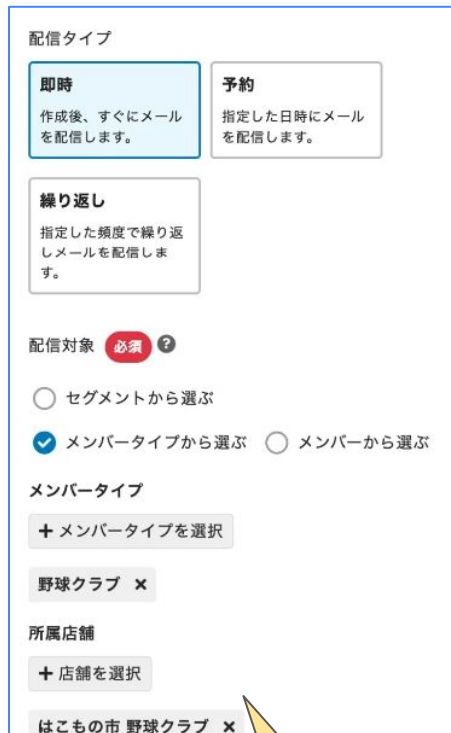 配信タイプ
即時
作成後、すぐにメール
を配信します。
予約
指定した日時にメール
を配信します。
繰り返し
指定した頻度で繰り返
しメールを配信しま
す。
配信対象 必須 ?
セグメントから選ぶ
メンバータイプから選ぶ メンバーから選ぶ
メンバータイプ
+ メンバータイプを選択
野球クラブ ×
所属店舗
+ 店舗を選択
はこもの市 野球クラブ ×